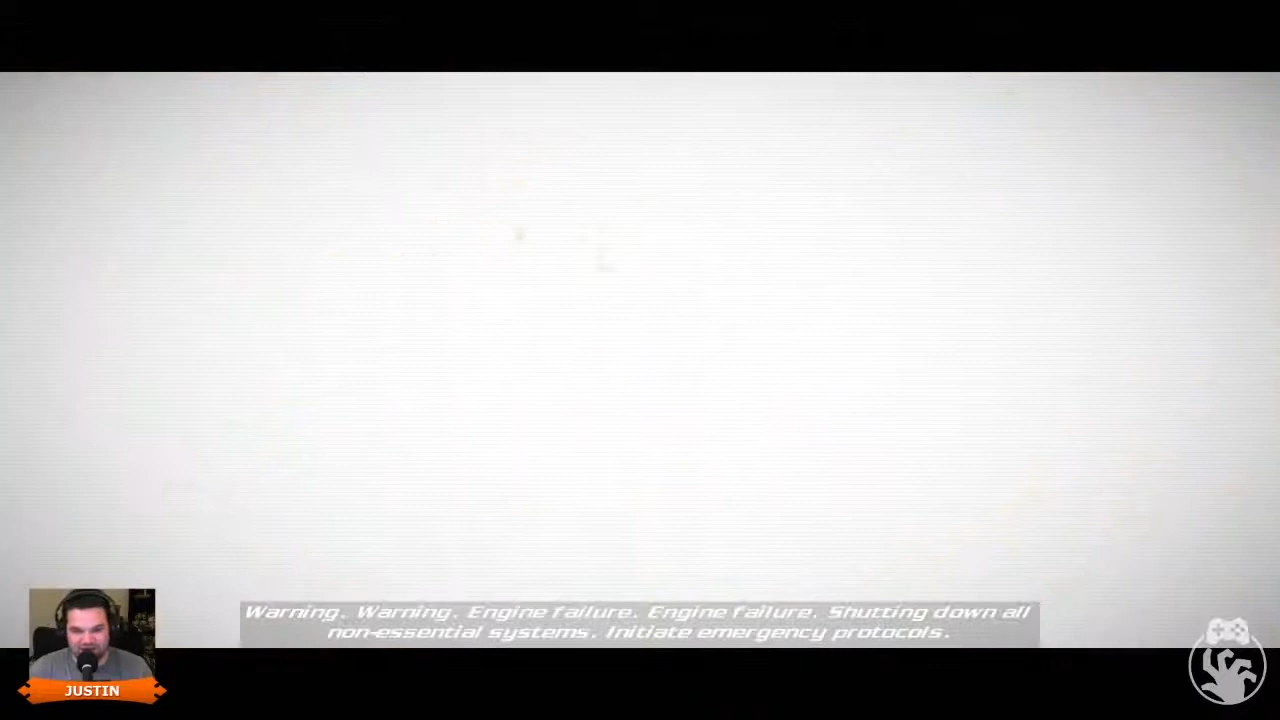 Warning. Warning. Engine failure. Engine failure. Shutting down all
non-essential systems. Initiate emergency protocols.
JUSTIN